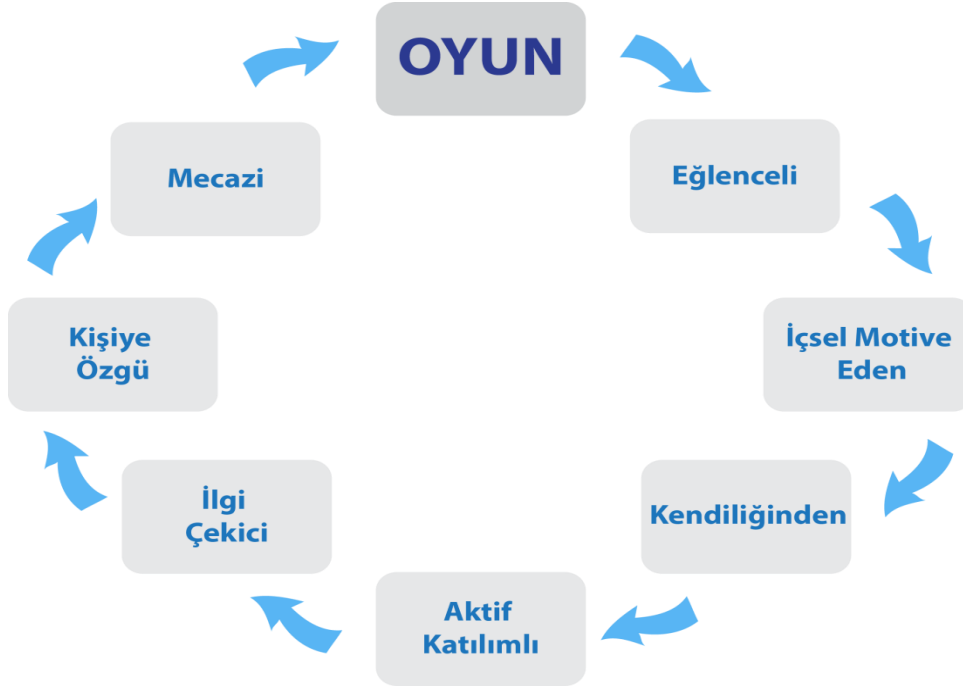 OYUN
Eğlenceli
İçsel Motive
Eden
Kendiliğinden
Aktif
Katılımlı
İlgi
Çekici
Kişiye
Özgü
Mecazi